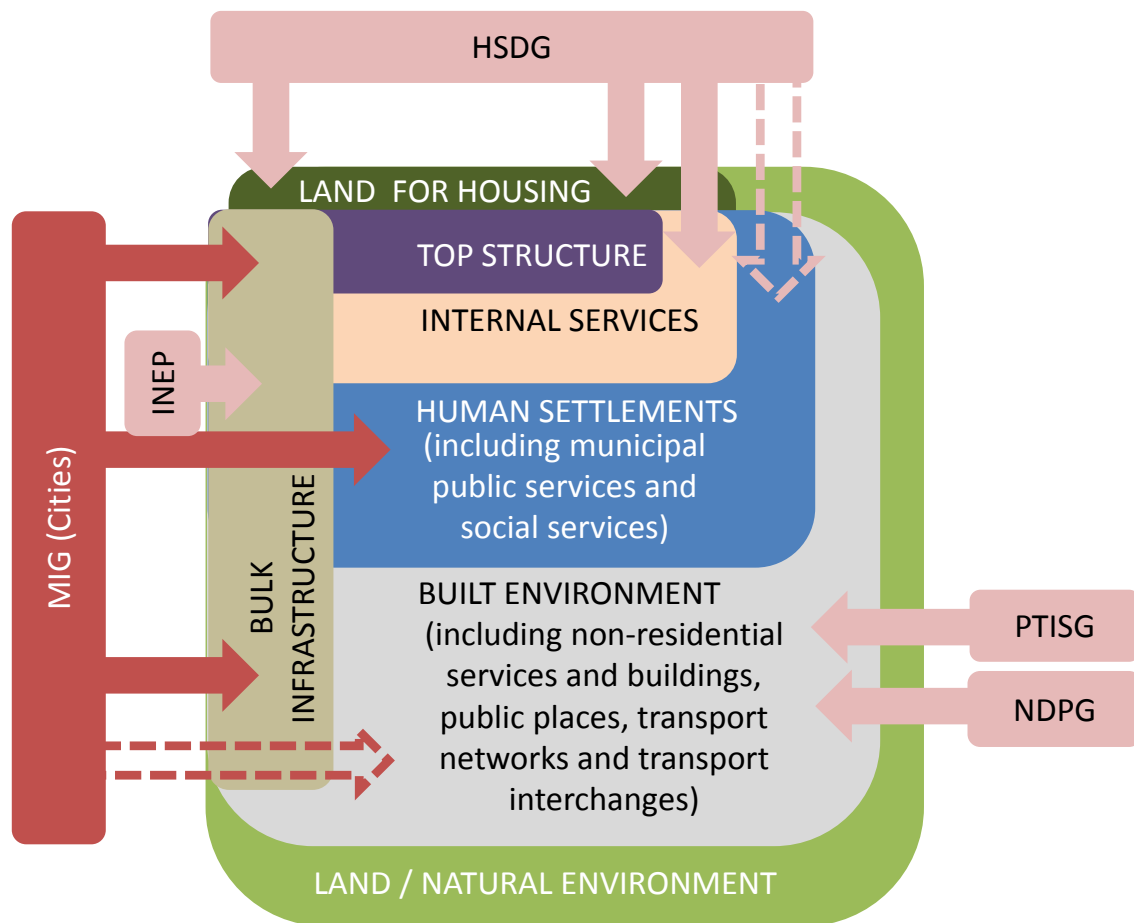 HSDG
LAND FOR HOUSING
TOP STRUCTURE
INTERNAL SERVICES
INEP
HUMAN SETTLEMENTS
(including municipal
public services and
social services)
MIG (Cities)
BULK
INFRASTRUCTURE
BUILT ENVIRONMENT
(including non-residential
services and buildings,
public places, transport
networks and transport
interchanges)
PTISG
NDPG
LAND / NATURAL ENVIRONMENT